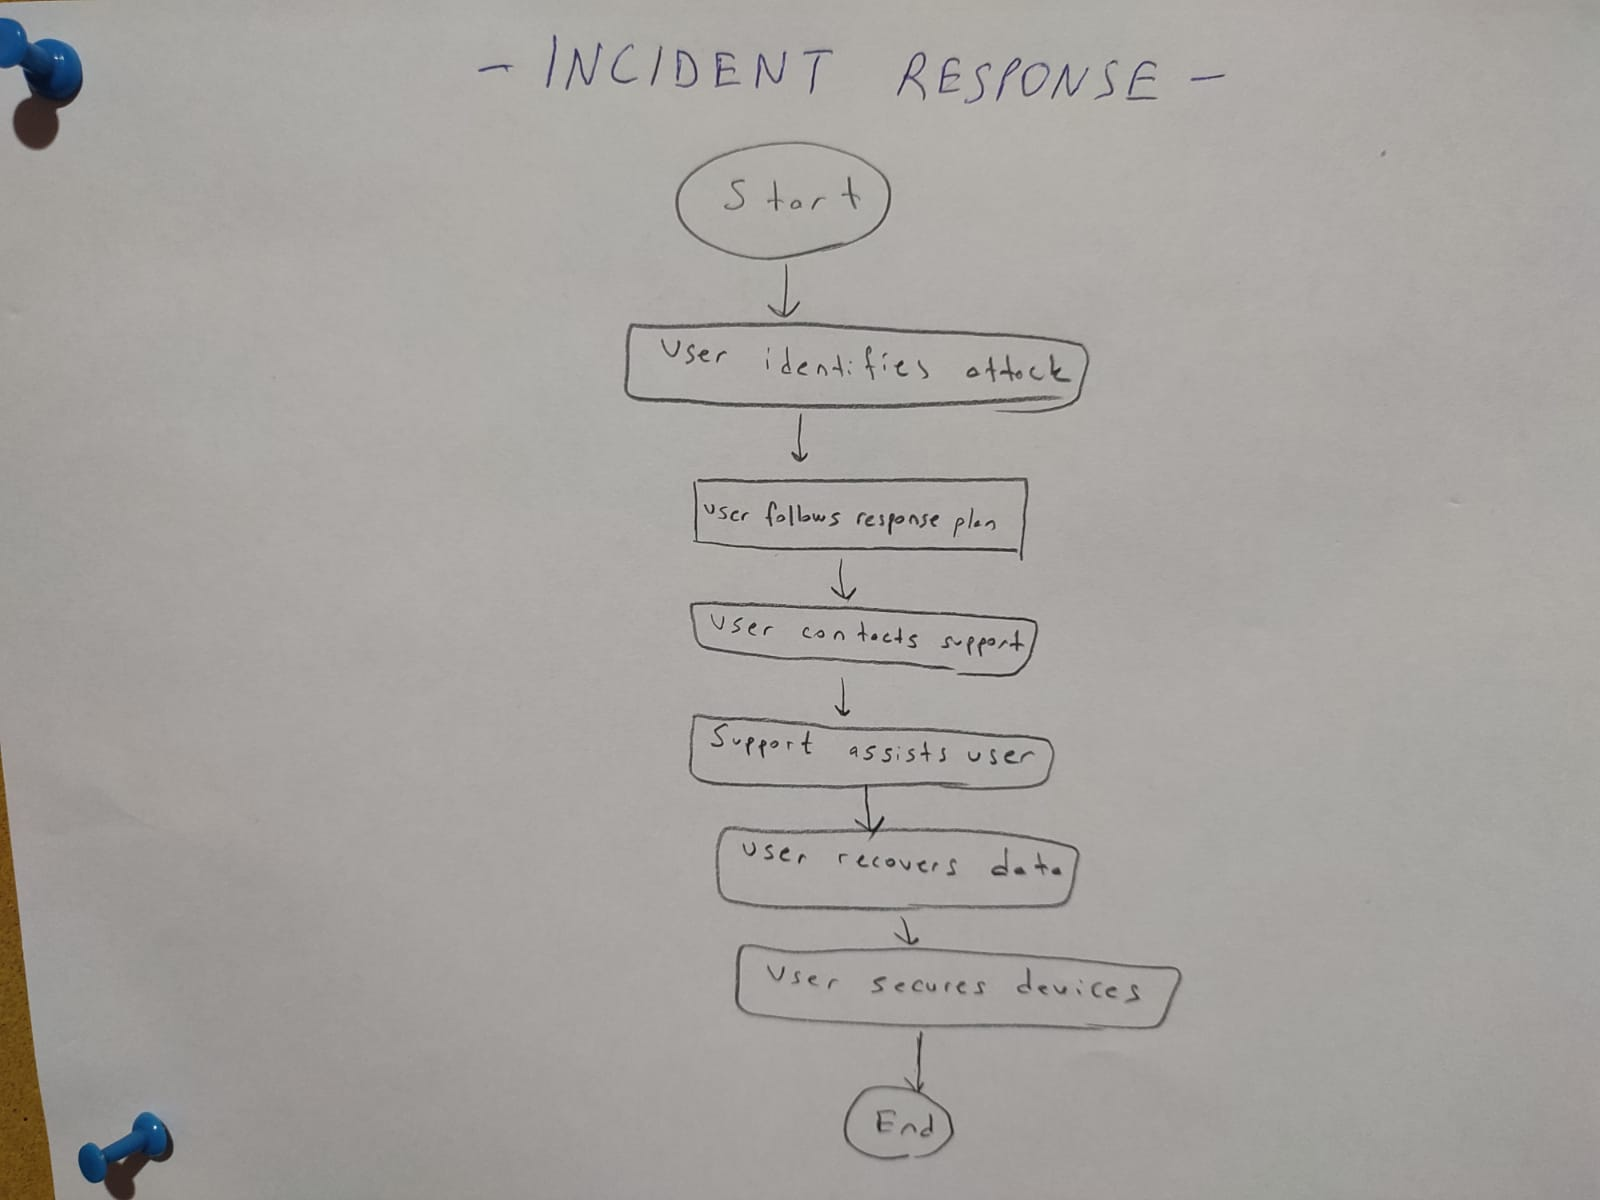 - INCIDENT RESPONSE -
Start
User identifies attack
User follows response plan
User contacts support
Support assists user
User recovers data
User secures devices
End